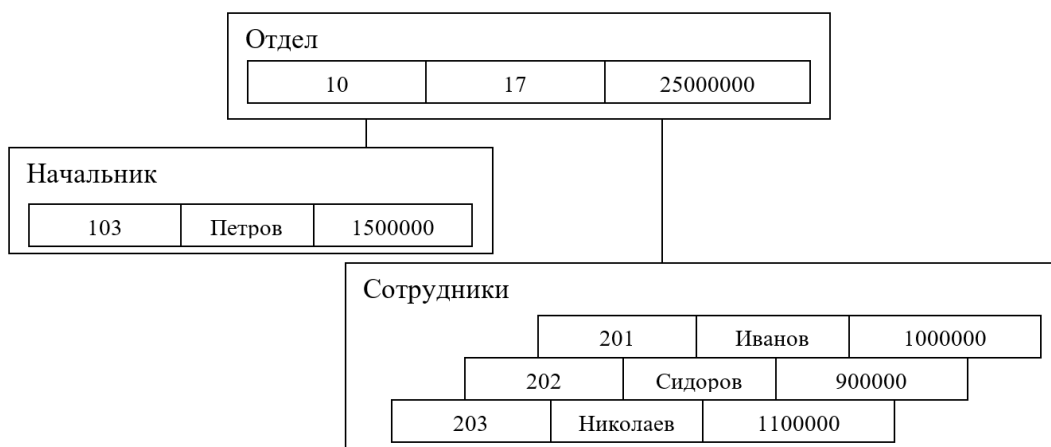 Отдел
10 17 25000000
Начальник
103 Петров 1500000
Сотрудники
201 Иванов 1000000
202 Сидоров 900000
203 Николаев 1100000